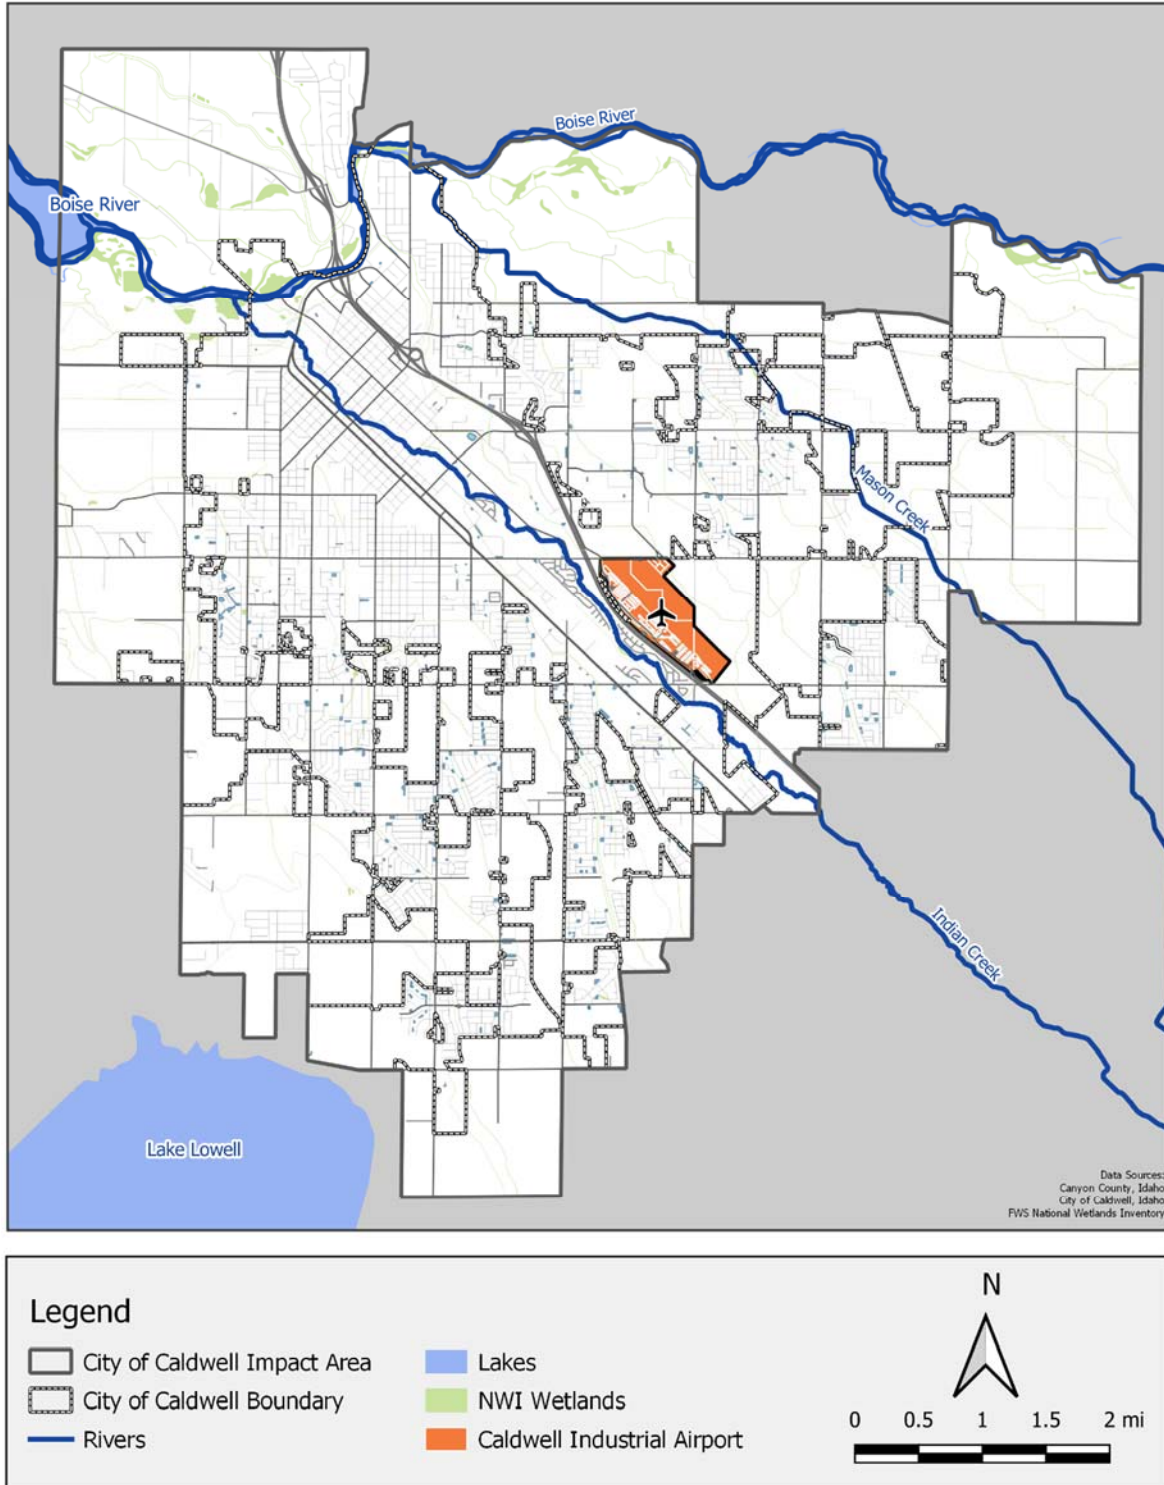 Boise River
Boise River
Mason Creek
Indian Creek
Lake Lowell
Data Sources:
Canyon County, Idaho
City of Caldwell, Idaho
FWS National Wetlands Inventory
Legend
City of Caldwell Impact Area
City of Caldwell Boundary
Rivers
Lakes
NWI Wetlands
Caldwell Industrial Airport
N
0 0.5 1 1.5 2 mi